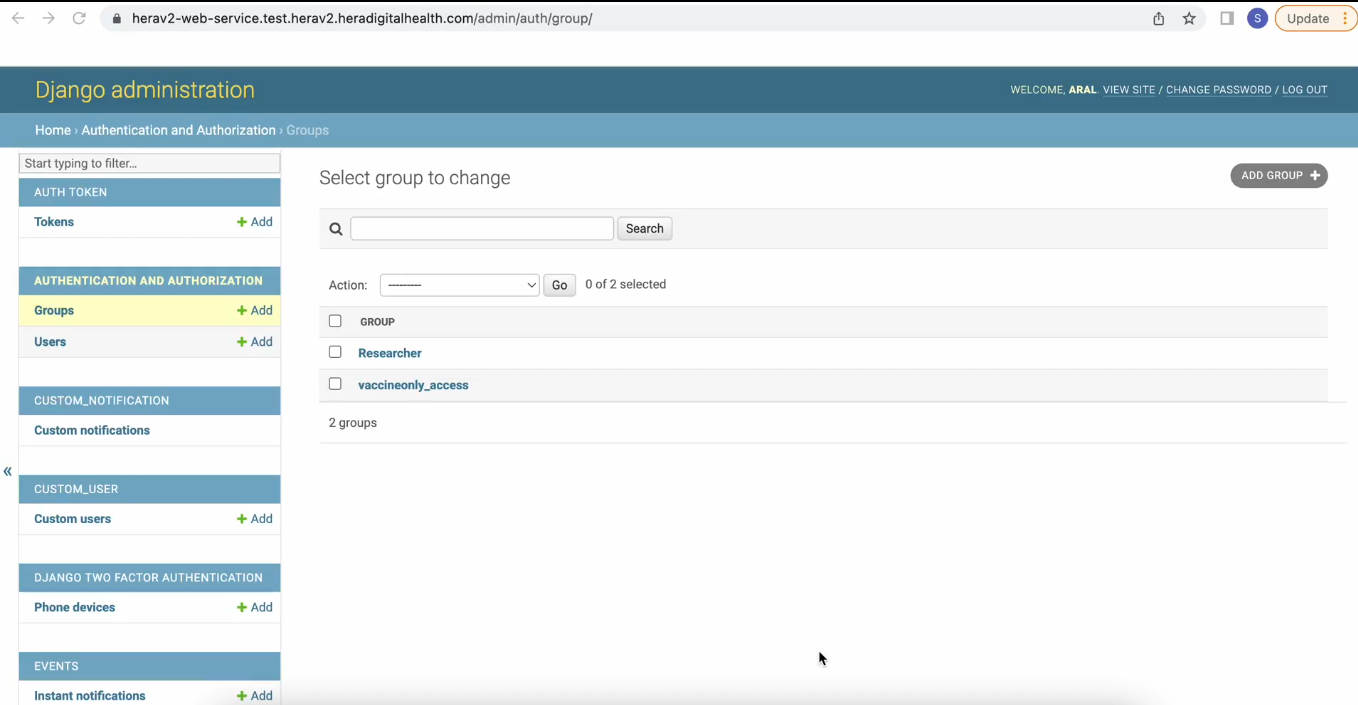 herav2-web-service.test.herav2.heradigitalhealth.com/admin/auth/group/
S
Update
Django administration
WELCOME, ARAL. VIEW SITE / CHANGE PASSWORD / LOG OUT
Home › Authentication and Authorization › Groups
Start typing to filter...
AUTH TOKEN
Tokens
+ Add
AUTHENTICATION AND AUTHORIZATION
Groups
+ Add
Users
+ Add
CUSTOM_NOTIFICATION
Custom notifications
«
CUSTOM_USER
Custom users
+ Add
DJANGO TWO FACTOR AUTHENTICATION
Phone devices
+ Add
EVENTS
Instant notifications
+ Add
Select group to change
ADD GROUP +
Search
Action:
---------
Go
0 of 2 selected
GROUP
Researcher
vaccineonly_access
2 groups